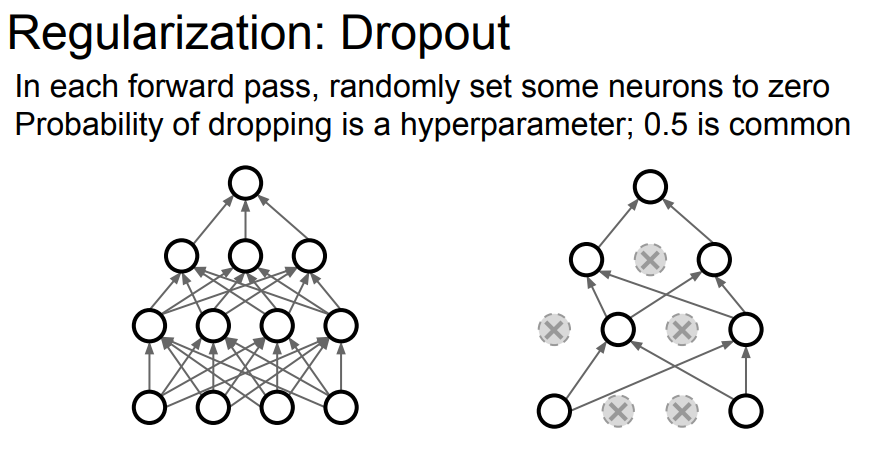 Regularization: Dropout
In each forward pass, randomly set some neurons to zero
Probability of dropping is a hyperparameter; 0.5 is common